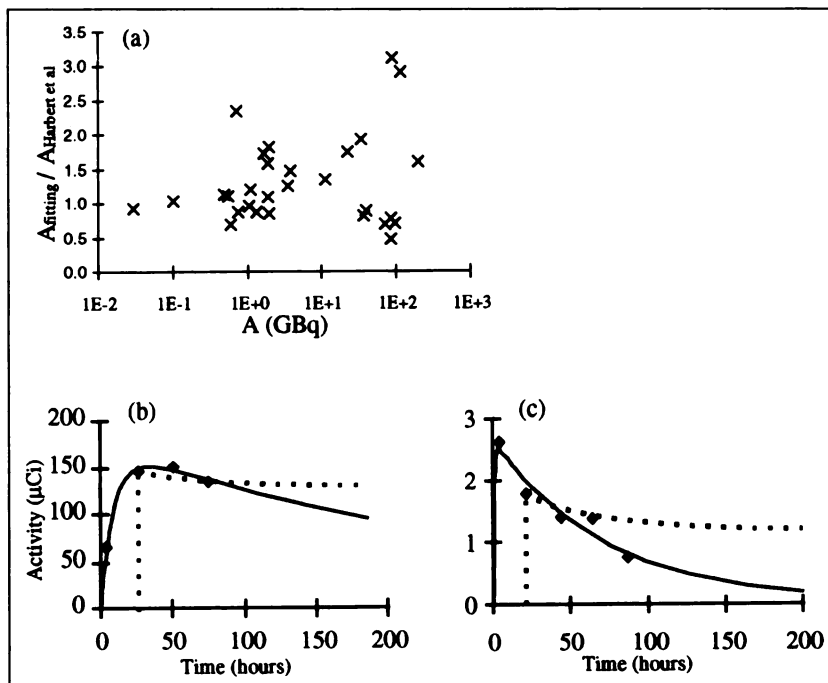 (a)
Afitting / AHarbert et al
3.5
3.0
2.5
2.0
1.5
1.0
0.5
0.0
1E-2 1E-1 1E+0 1E+1 1E+2 1E+3
A (GBq)
(b)
Activity (µCi)
200
150
100
50
0
0 50 100 150 200
Time (hours)
(c)
3
2
1
0
0 50 100 150 200
Time (hours)